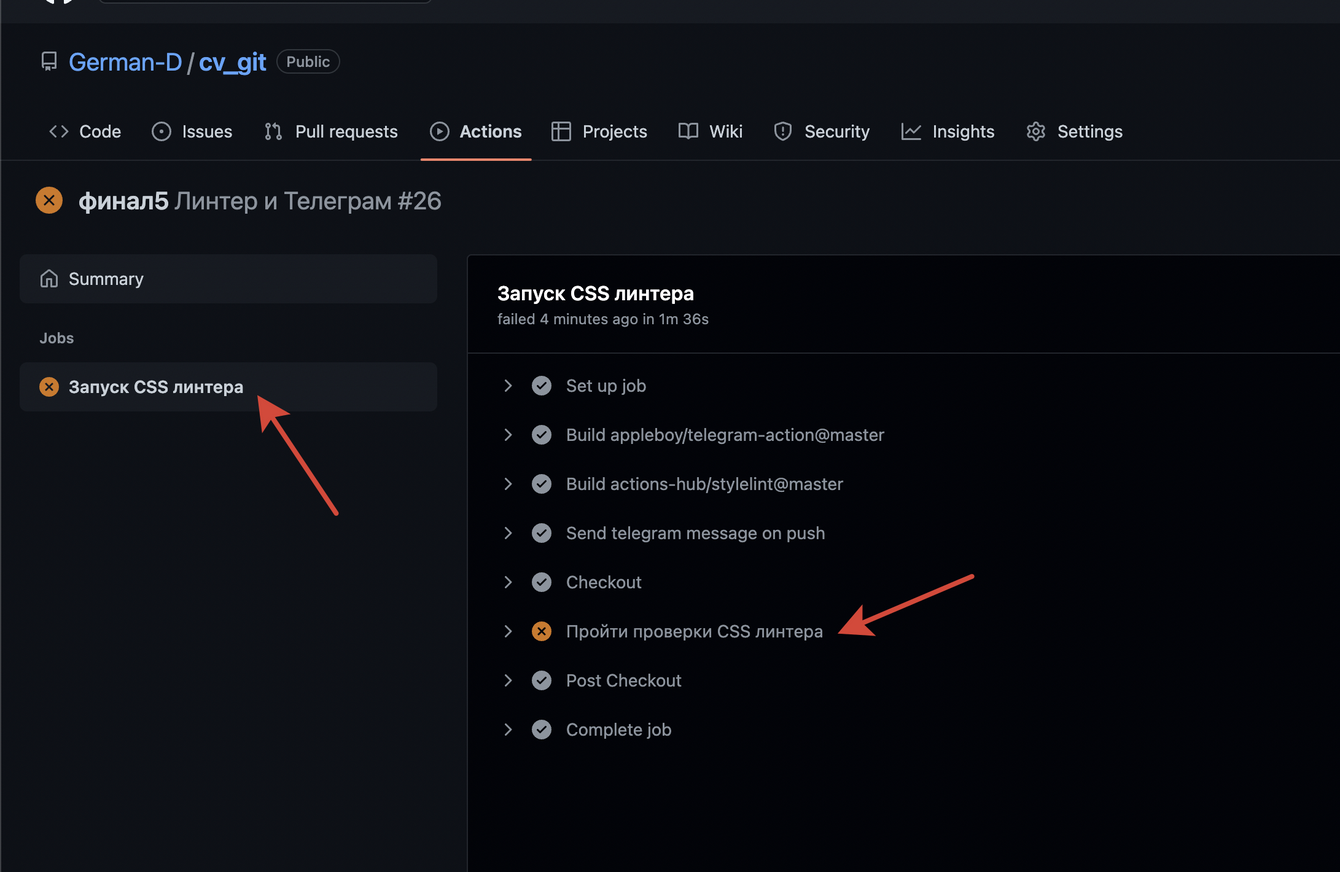 German-D / cv_git Public
Code Issues Pull requests Actions Projects Wiki Security Insights Settings
финал5 Линтер и Телеграм #26
Summary
Jobs
Запуск CSS линтера
Запуск CSS линтера
failed 4 minutes ago in 1m 36s
Set up job
Build appleboy/telegram-action@master
Build actions-hub/stylelint@master
Send telegram message on push
Checkout
Пройти проверки CSS линтера
Post Checkout
Complete job